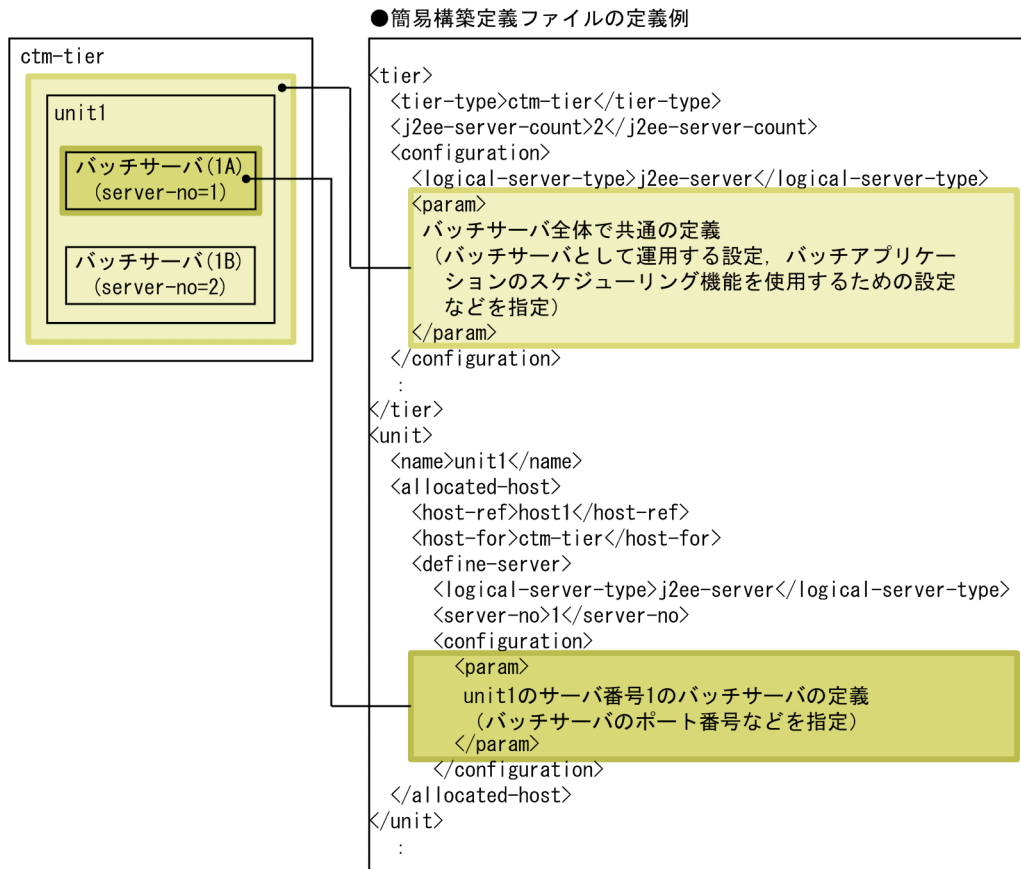 ●簡易構築定義ファイルの定義例
ctm-tier
unit1
バッチサーバ(1A)
(server-no=1)
バッチサーバ(1B)
(server-no=2)
<tier>
<tier-type>ctm-tier</tier-type>
<j2ee-server-count>2</j2ee-server-count>
<configuration>
<logical-server-type>j2ee-server</logical-server-type>
<param>
バッチサーバ全体で共通の定義
（バッチサーバとして運用する設定，バッチアプリケー
ションのスケジューリング機能を使用するための設定
などを指定）
</param>
</configuration>
:
</tier>
<unit>
<name>unit1</name>
<allocated-host>
<host-ref>host1</host-ref>
<host-for>ctm-tier</host-for>
<define-server>
<logical-server-type>j2ee-server</logical-server-type>
<server-no>1</server-no>
<configuration>
<param>
unit1のサーバ番号1のバッチサーバの定義
（バッチサーバのポート番号などを指定）
</param>
</configuration>
</allocated-host>
</unit>
: